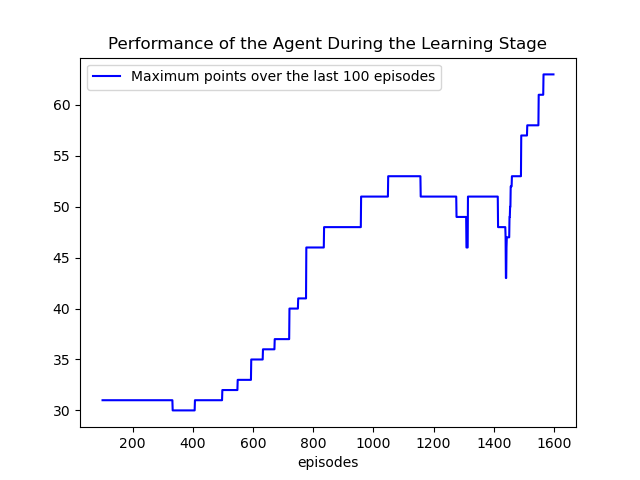 Performance of the Agent During the Learning Stage
Maximum points over the last 100 episodes
60
55
50
45
40
35
30
200 400 600 800 1000 1200 1400 1600
episodes